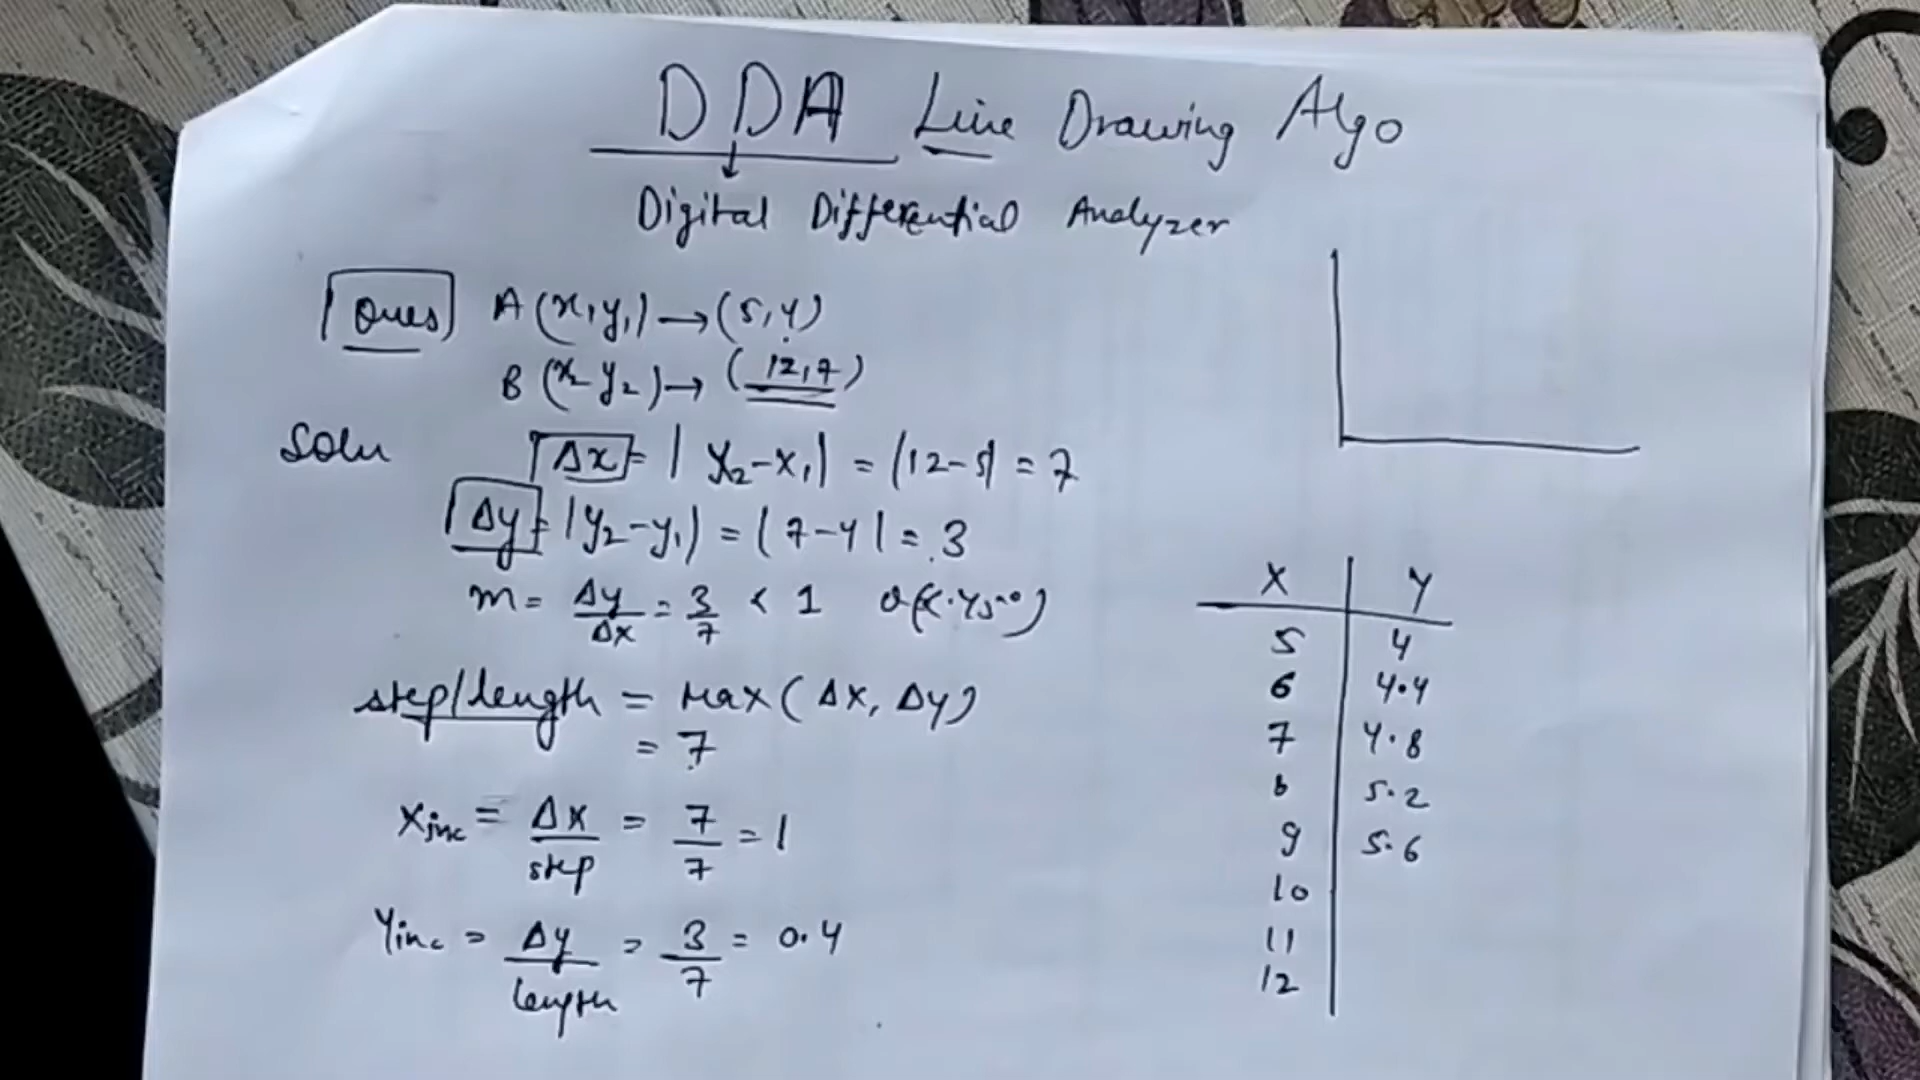 DDA Line Drawing Algo
Digital Differential Analyzer
Ques A(x₁y₁)→(5,4)
B(x₂ y₂)→(12,7)
Solu Δx = |x₂-x₁| = |12-5| = 7
Δy = |y₂-y₁| = |7-4| = 3
m = Δy/Δx = 3/7 < 1
step/length = Max(Δx, Δy)
= 7
Xinc = Δx/step = 7/7 = 1
Yinc = Δy/length = 3/7 = 0.4
X Y
5 4
6 4.4
7 4.8
8 5.2
9 5.6
10
11
12